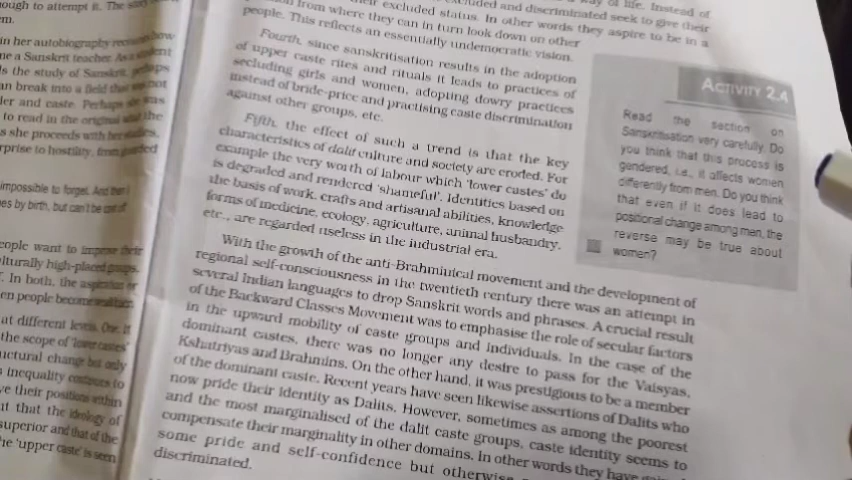 ough to attempt it. The
em.
in her autobiography recounts how
me a Sanskrit teacher. As a student
s the study of Sanskrit, perhaps
an break into a field that was not
der and caste. Perhaps she was
to read in the original what the
s she proceeds with her studies,
rprise to hostility, from guarded
impossible to forget. And then I
es by birth, but can't be
eople want to improve their
lturally high-placed groups.
. In both, the aspiration or
en people become
at different levels. One, it
the scope of 'lower castes'
uctural change but only
inequality continues to
ve their positions within
ut that the ideology of
superior and that of the
he 'upper caste' is seen
way of life. Instead of
excluded and discriminated seek to give their
excluded status. In other words they aspire to be in a
from where they can in turn look down on other
people. This reflects an essentially undemocratic vision.
Fourth, since sanskritisation results in the adoption
of upper caste rites and rituals it leads to practices of
secluding girls and women, adopting dowry practices
instead of bride-price and practising caste discrimination
against other groups, etc.
Fifth, the effect of such a trend is that the key
characteristics of dalit culture and society are eroded. For
example the very worth of labour which 'lower castes' do
is degraded and rendered 'shameful'. Identities based on
the basis of work, crafts and artisanal abilities, knowledge
forms of medicine, ecology, agriculture, animal husbandry,
etc., are regarded useless in the industrial era.
With the growth of the anti-Brahminical movement and the development of
regional self-consciousness in the twentieth century there was an attempt in
several Indian languages to drop Sanskrit words and phrases. A crucial result
of the Backward Classes Movement was to emphasise the role of secular factors
in the upward mobility of caste groups and individuals. In the case of the
dominant castes, there was no longer any desire to pass for the Vaisyas,
Kshatriyas and Brahmins. On the other hand, it was prestigious to be a member
of the dominant caste. Recent years have seen likewise assertions of Dalits who
now pride their identity as Dalits. However, sometimes as among the poorest
and the most marginalised of the dalit caste groups, caste identity seems to
compensate their marginality in other domains. In other words they have
some pride and self-confidence but otherwise
discriminated.
ACTIVITY 2.4
Read the section on
Sanskritisation very carefully. Do
you think that this process is
gendered, i.e., it affects women
differently from men. Do you think
that even if it does lead to
positional change among men, the
reverse may be true about
women?